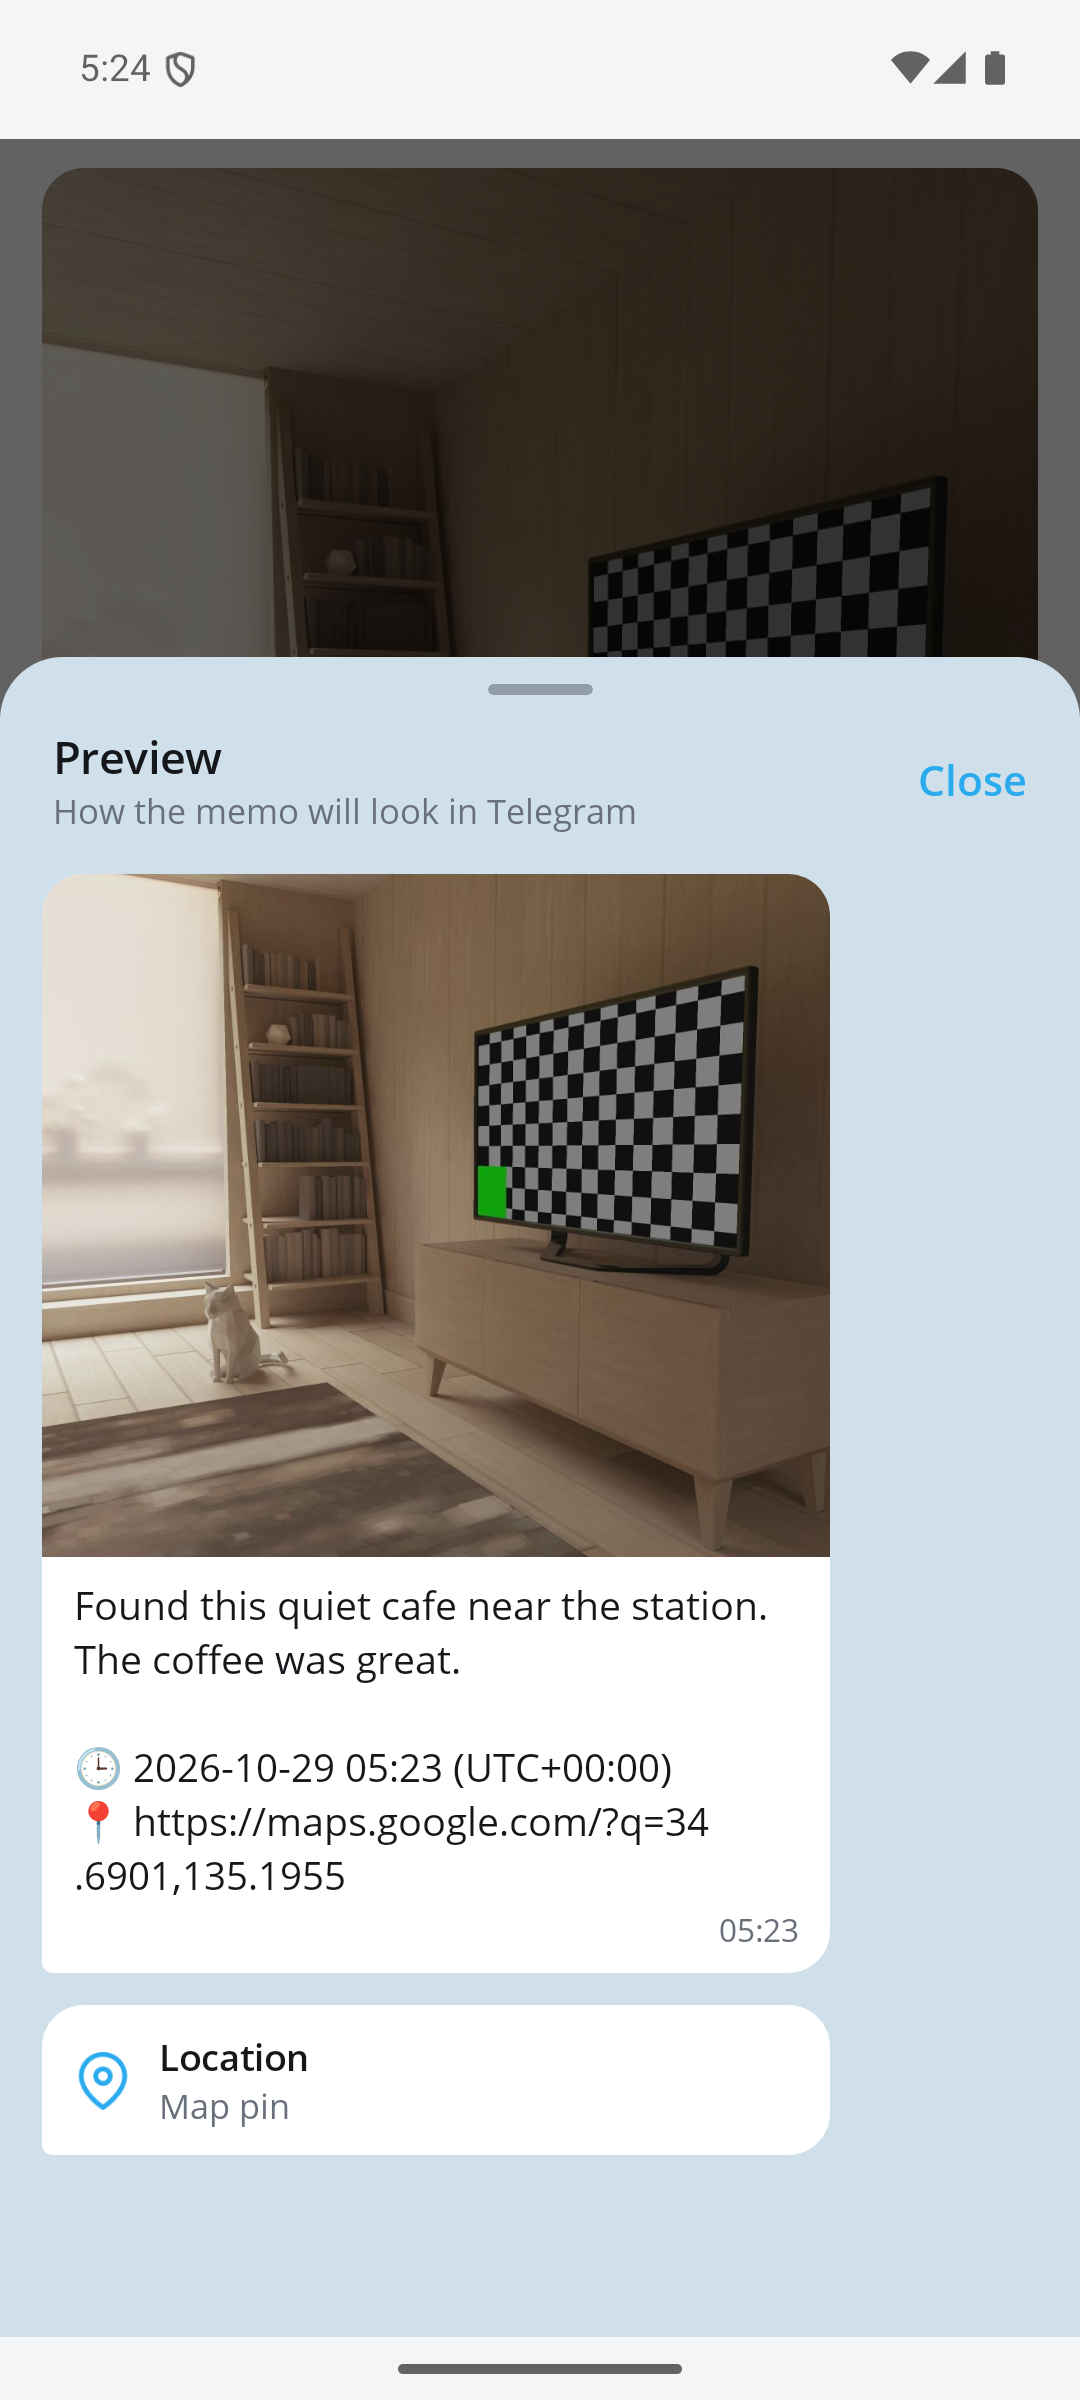 5:24
Preview
How the memo will look in Telegram
Close
Found this quiet cafe near the station.
The coffee was great.
🕒 2026-10-29 05:23 (UTC+00:00)
📍 https://maps.google.com/?q=34
.6901,135.1955
05:23
Location
Map pin